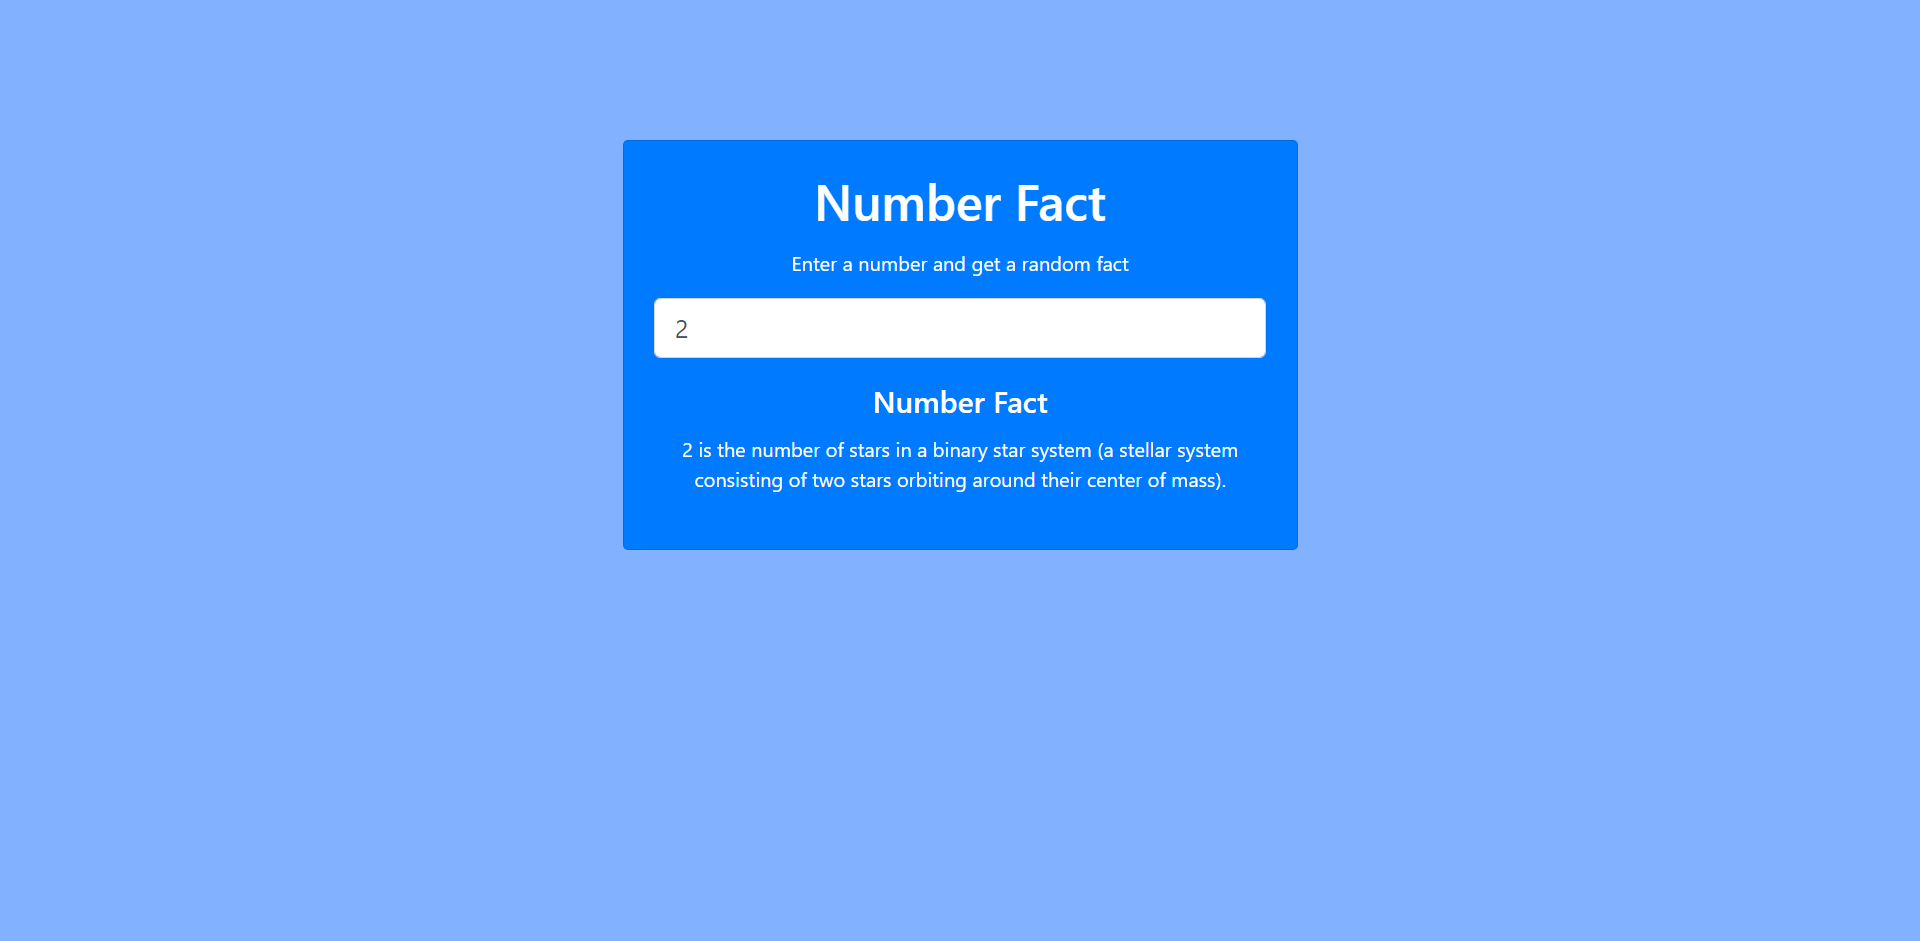 Number Fact
Enter a number and get a random fact
2
Number Fact
2 is the number of stars in a binary star system (a stellar system
consisting of two stars orbiting around their center of mass).